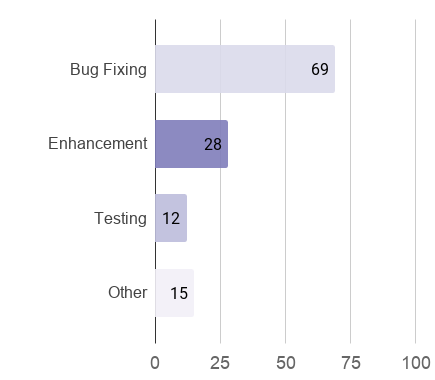 Bug Fixing 69
Enhancement 28
Testing 12
Other 15
0 25 50 75 100